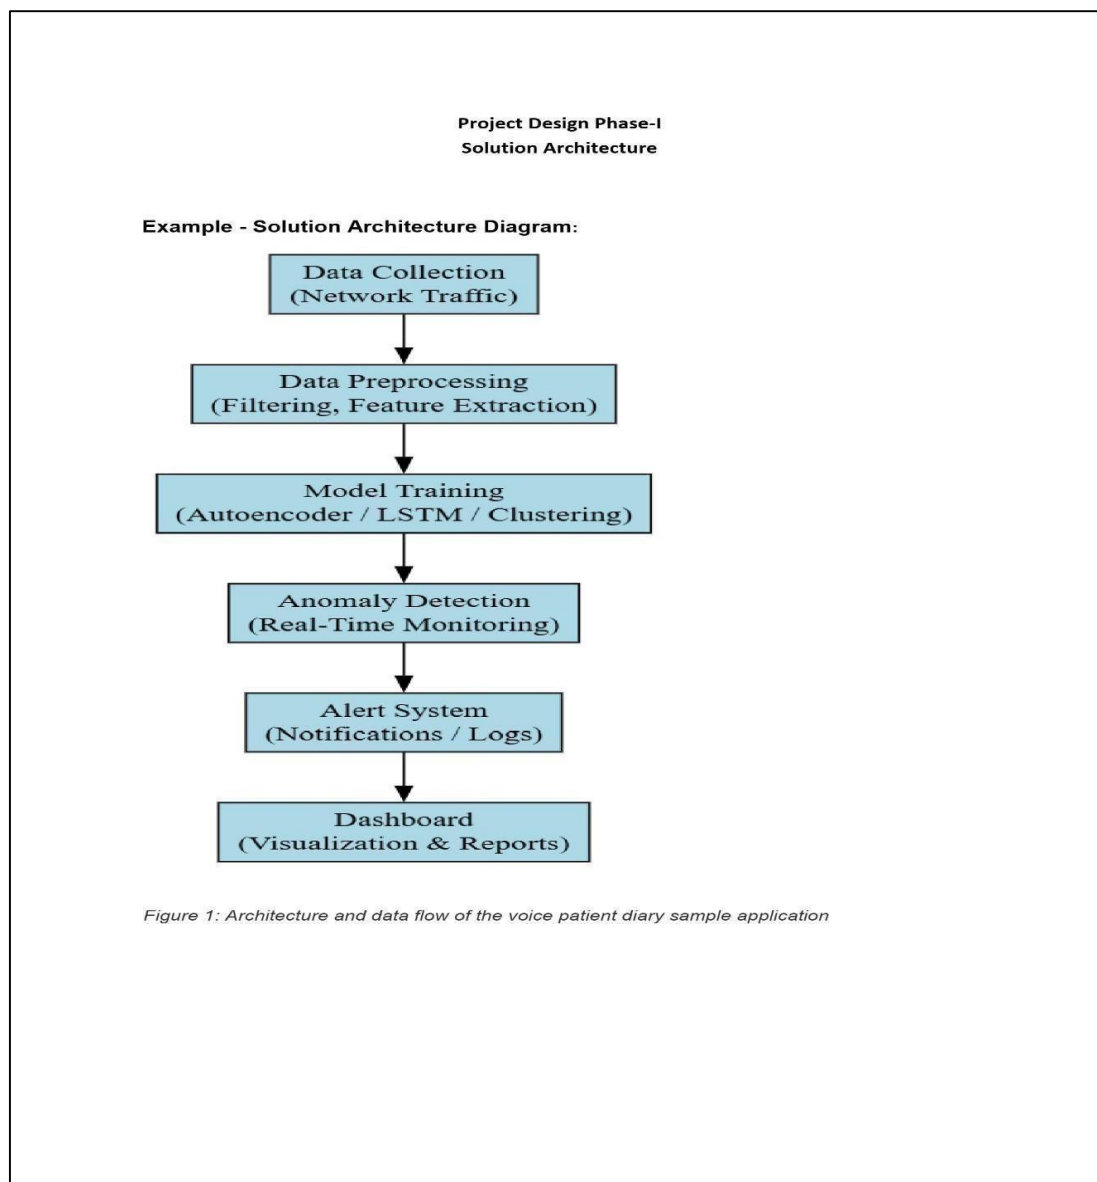 Project Design Phase-I
Solution Architecture
Example - Solution Architecture Diagram:
Data Collection
(Network Traffic)
Data Preprocessing
(Filtering, Feature Extraction)
Model Training
(Autoencoder / LSTM / Clustering)
Anomaly Detection
(Real-Time Monitoring)
Alert System
(Notifications / Logs)
Dashboard
(Visualization & Reports)
Figure 1: Architecture and data flow of the voice patient diary sample application